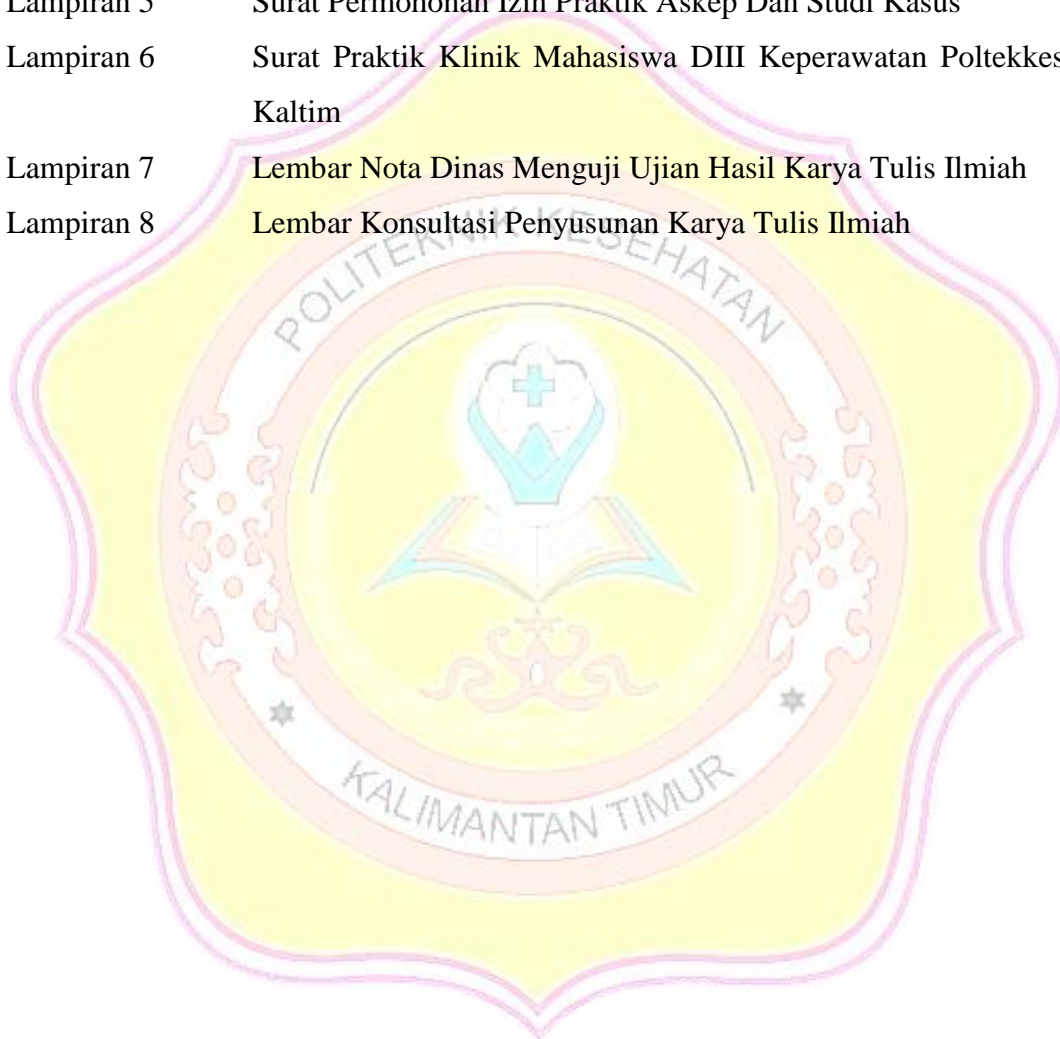 Lampiran 5 Surat Permohonan Izin Praktik Askep Dan Studi Kasus
Lampiran 6 Surat Praktik Klinik Mahasiswa DIII Keperawatan Poltekkes
Kaltim
Lampiran 7 Lembar Nota Dinas Menguji Ujian Hasil Karya Tulis Ilmiah
Lampiran 8 Lembar Konsultasi Penyusunan Karya Tulis Ilmiah
POLITEKNIK KESEHATAN
KALIMANTAN TIMUR